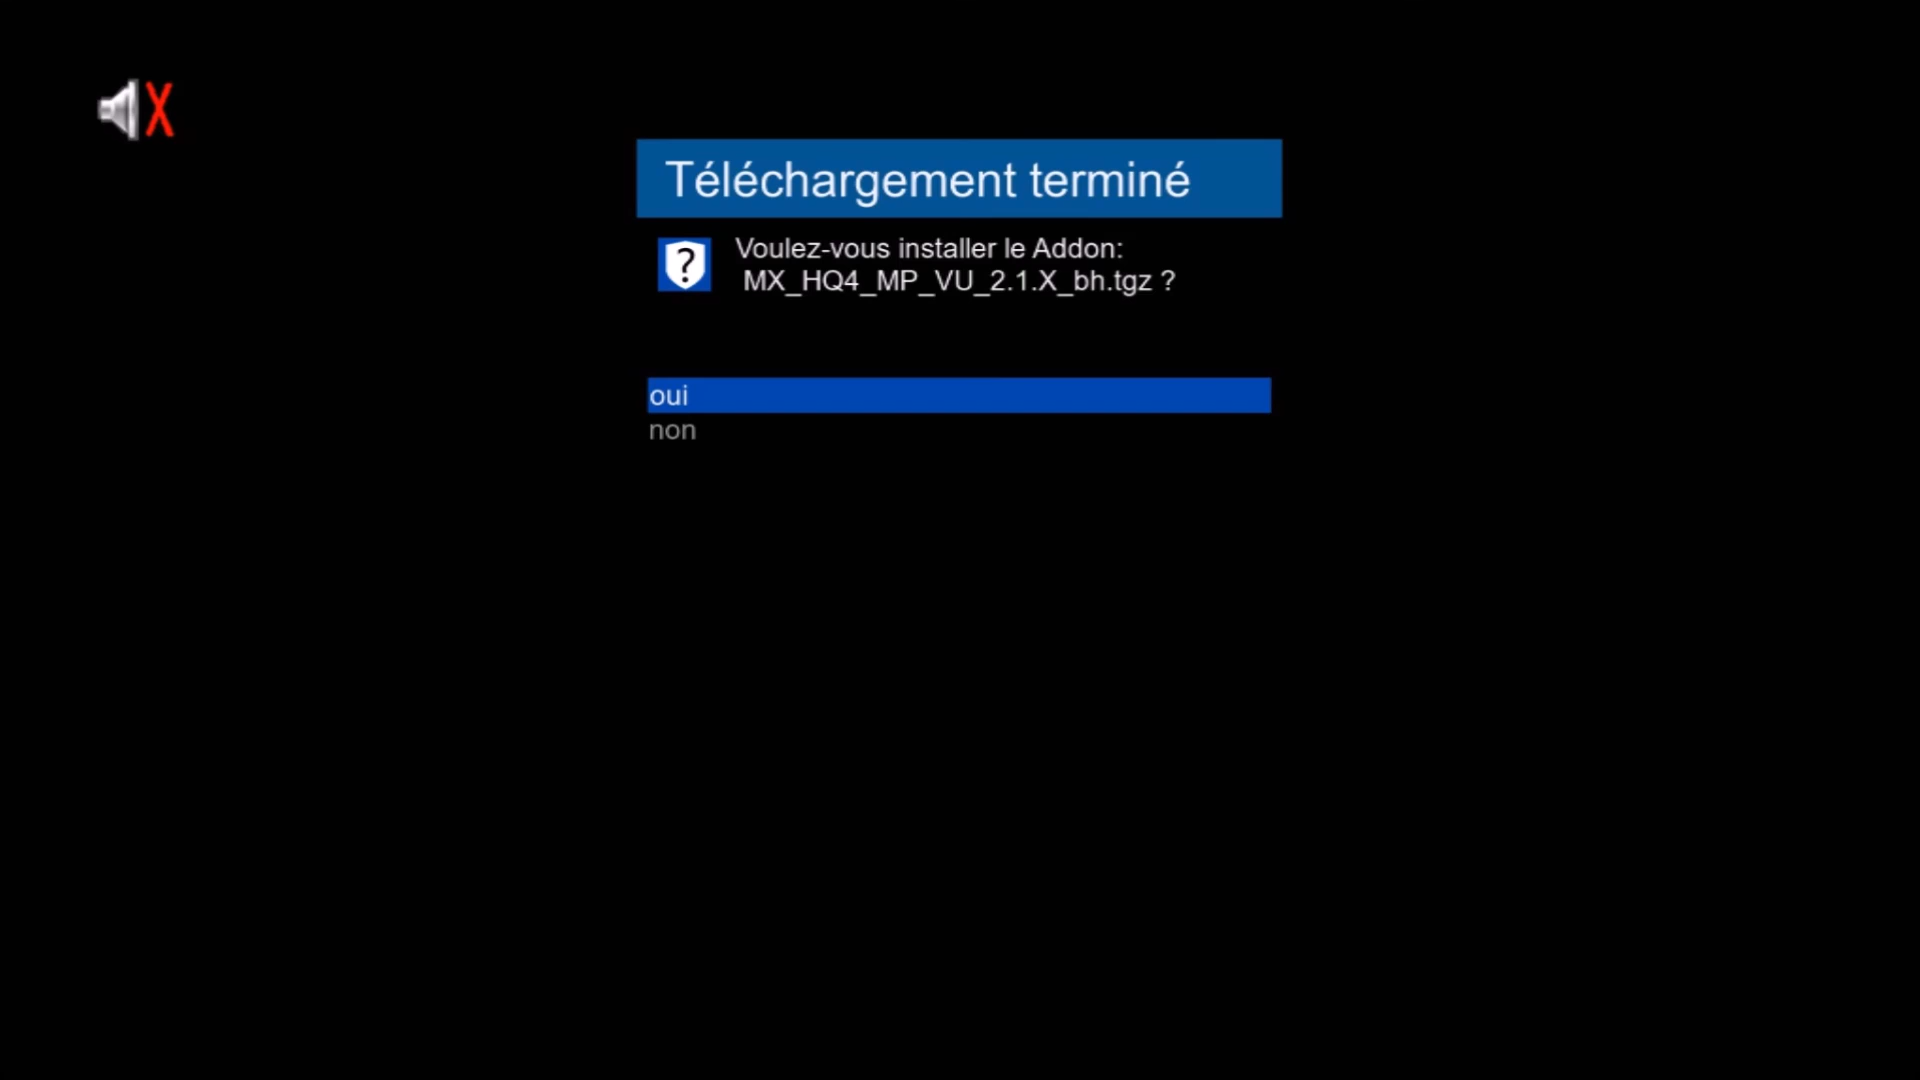 Téléchargement terminé
?
Voulez-vous installer le Addon:
MX_HQ4_MP_VU_2.1.X_bh.tgz ?
oui
non